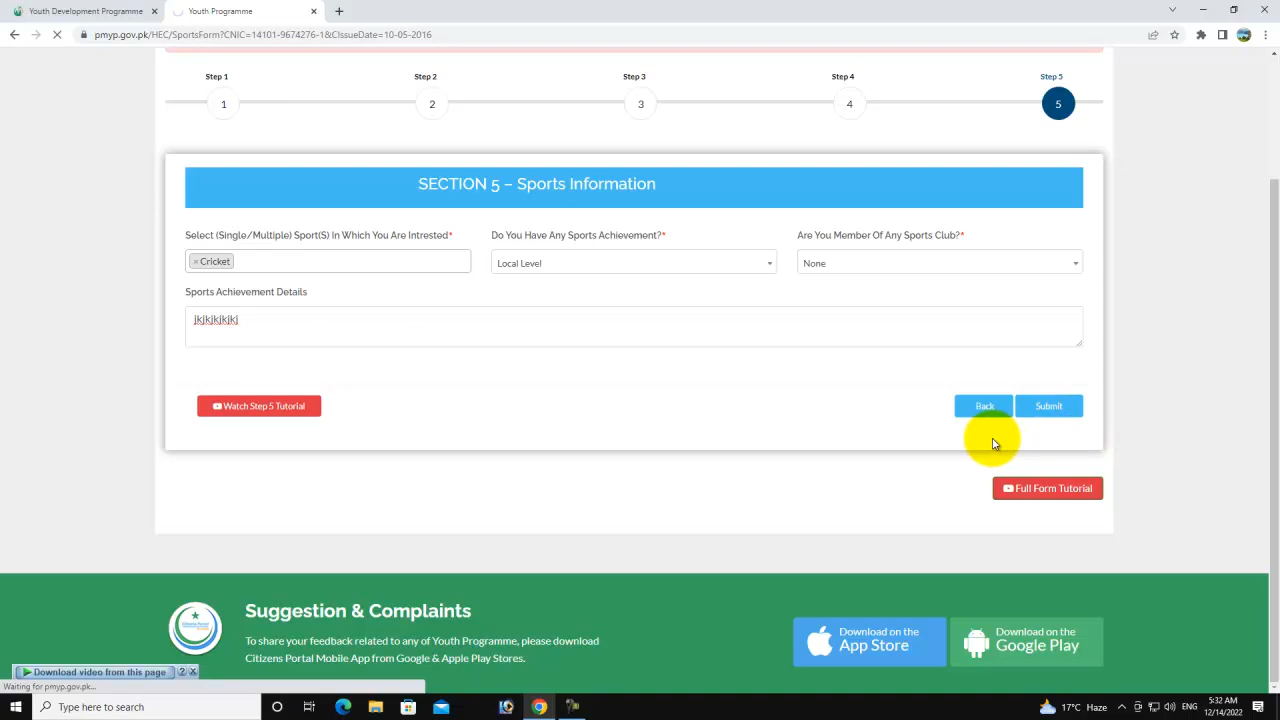 Youth Development Programme
Youth Programme
pmyp.gov.pk/HEC/SportsForm?CNIC=14101-9674276-1&CIssueDate=10-05-2016
Step 1
Step 2
Step 3
Step 4
Step 5
1
2
3
4
5
SECTION 5 – Sports Information
Select (Single/Multiple) Sport(S) In Which You Are Intrested*
Do You Have Any Sports Achievement?*
Are You Member Of Any Sports Club?*
× Cricket
Local Level
None
Sports Achievement Details
jkjkjkjkjkj
Watch Step 5 Tutorial
Back
Submit
Full Form Tutorial
Suggestion & Complaints
To share your feedback related to any of Youth Programme, please download
Citizens Portal Mobile App from Google & Apple Play Stores.
Citizens Portal
Download on the
App Store
Download on the
Google Play
Download video from this page
? X
Waiting for pmyp.gov.pk...
Type here to search
17°C Haze
5:32 AM
12/14/2022